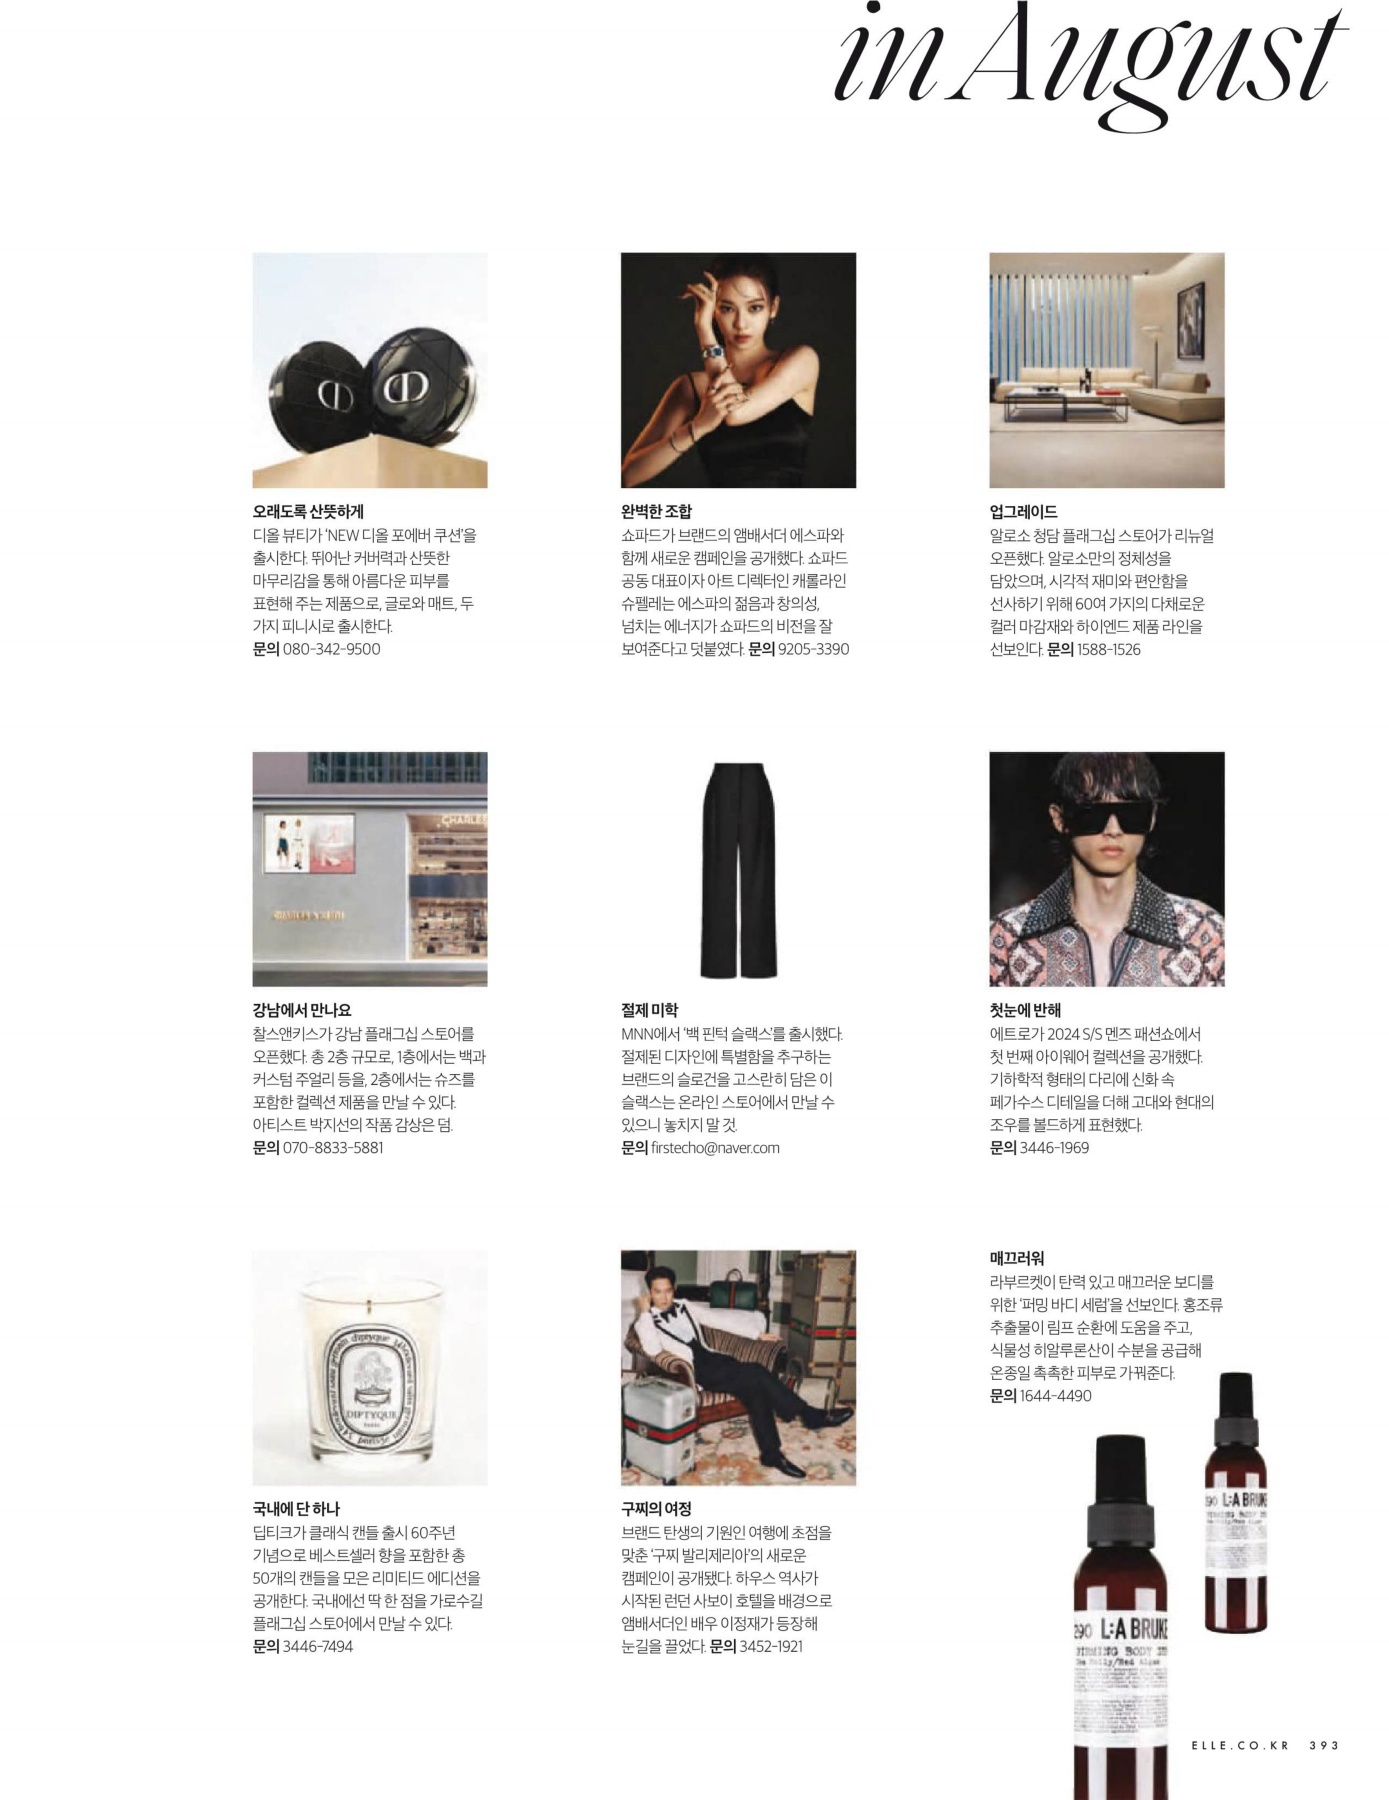 in August
오래도록 산뜻하게
디올 뷰티가 ‘NEW 디올 포에버 쿠션’을
출시한다. 뛰어난 커버력과 산뜻한
마무리감을 통해 아름다운 피부를
표현해 주는 제품으로, 글로와 매트, 두
가지 피니시로 출시한다.
문의 080-342-9500
완벽한 조합
쇼파드가 브랜드의 앰배서더 에스파와
함께 새로운 캠페인을 공개했다. 쇼파드
공동 대표이자 아트 디렉터인 캐롤라인
슈펠레는 에스파의 젊음과 창의성,
넘치는 에너지가 쇼파드의 비전을 잘
보여준다고 덧붙였다. 문의 9205-3390
업그레이드
알로소 청담 플래그십 스토어가 리뉴얼
오픈했다. 알로소만의 정체성을
담았으며, 시각적 재미와 편안함을
선사하기 위해 60여 가지의 다채로운
컬러 마감재와 하이엔드 제품 라인을
선보인다. 문의 1588-1526
CHARLES
강남에서 만나요
찰스앤키스가 강남 플래그십 스토어를
오픈했다. 총 2층 규모로, 1층에서는 백과
커스텀 주얼리 등을, 2층에서는 슈즈를
포함한 컬렉션 제품을 만날 수 있다.
아티스트 박지선의 작품 감상은 덤.
문의 070-8833-5881
절제 미학
MNN에서 ‘백 핀턱 슬랙스’를 출시했다.
절제된 디자인에 특별함을 추구하는
브랜드의 슬로건을 고스란히 담은 이
슬랙스는 온라인 스토어에서 만날 수
있으니 놓치지 말 것.
문의 firstecho@naver.com
첫눈에 반해
에트로가 2024 S/S 멘즈 패션쇼에서
첫 번째 아이웨어 컬렉션을 공개했다.
기하학적 형태의 다리에 신화 속
페가수스 디테일을 더해 고대와 현대의
조우를 볼드하게 표현했다.
문의 3446-1969
DIPTYQUE
PARIS
국내에 단 하나
딥티크가 클래식 캔들 출시 60주년
기념으로 베스트셀러 향을 포함한 총
50개의 캔들을 모은 리미티드 에디션을
공개한다. 국내에선 딱 한 점을 가로수길
플래그십 스토어에서 만날 수 있다.
문의 3446-7494
구찌의 여정
브랜드 탄생의 기원인 여행에 초점을
맞춘 ‘구찌 발리제리아’의 새로운
캠페인이 공개됐다. 하우스 역사가
시작된 런던 사보이 호텔을 배경으로
앰배서더인 배우 이정재가 등장해
눈길을 끌었다. 문의 3452-1921
매끄러워
라부르켓이 탄력 있고 매끄러운 보디를
위한 ‘퍼밍 바디 세럼’을 선보인다. 홍조류
추출물이 림프 순환에 도움을 주고,
식물성 히알루론산이 수분을 공급해
온종일 촉촉한 피부로 가꿔준다.
문의 1644-4490
L:A BRUKE
290 L:A BRUKE
FIRMING BODY
ELLE.CO.KR 393